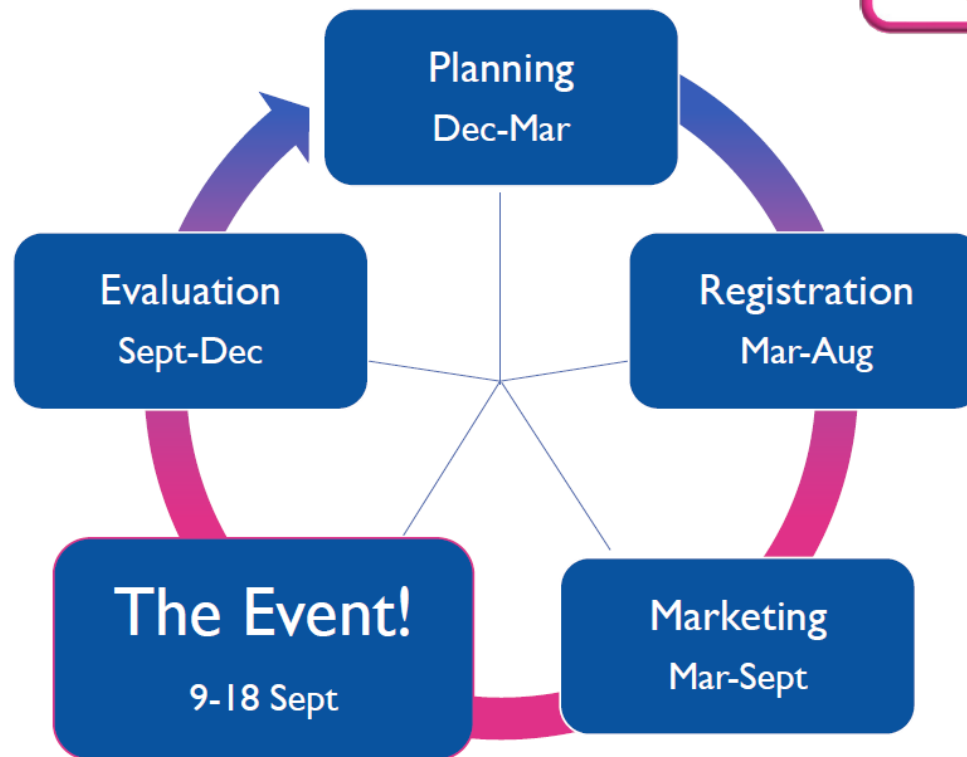 Planning
Dec-Mar
Registration
Mar-Aug
Marketing
Mar-Sept
The Event!
9-18 Sept
Evaluation
Sept-Dec